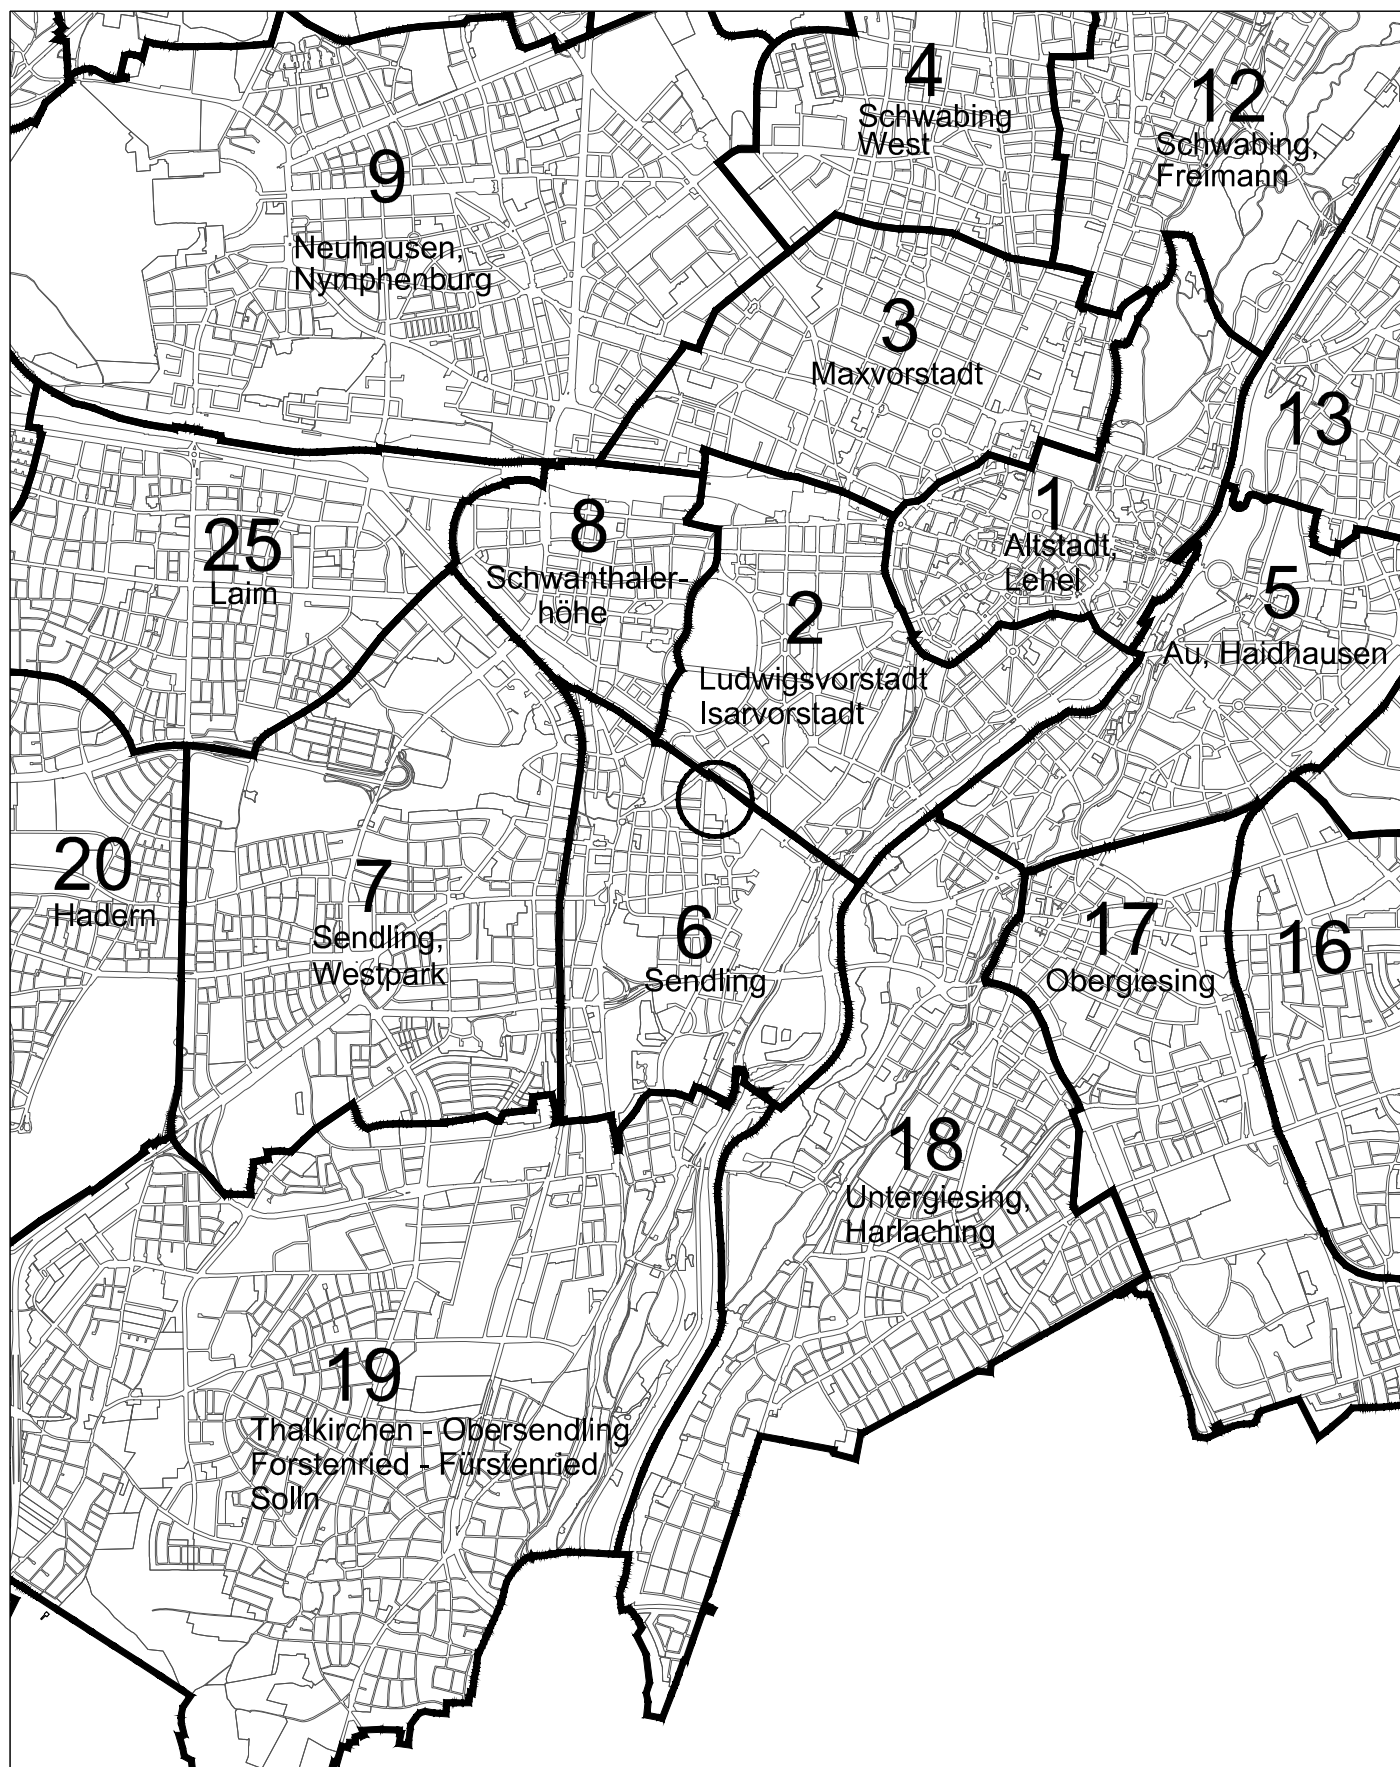 4
Schwabing
West
12
Schwabing,
Freimann
9
Neuhausen,
Nymphenburg
3
Maxvorstadt
13
1
Altstadt,
Lehel
8
Schwanthaler-
höhe
25
Laim
2
Ludwigsvorstadt
Isarvorstadt
5
Au, Haidhausen
20
Hadern
7
Sendling,
Westpark
6
Sendling
17
Obergiesing
16
18
Untergiesing,
Harlaching
19
Thalkirchen - Obersendling
Forstenried - Fürstenried
Solln
P